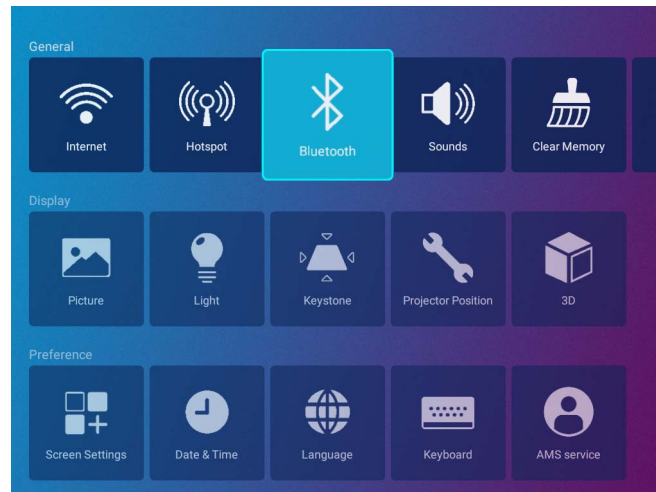 General
Internet
Hotspot
Bluetooth
Sounds
Clear Memory
Display
Picture
Light
Keystone
Projector Position
3D
Preference
Screen Settings
Date & Time
Language
Keyboard
AMS service